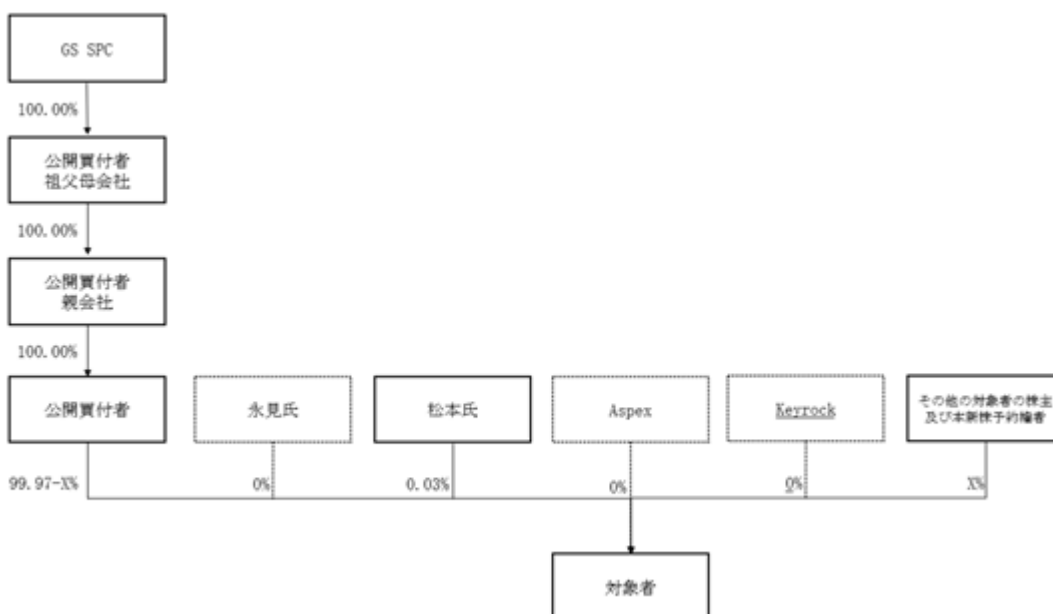 GS SPC
100.00%
公開買付者
祖父母会社
100.00%
公開買付者
親会社
100.00%
公開買付者
永見氏
松本氏
Aspex
Keyrock
その他の対象者の株主
及び本新株予約権者
99.97-X%
0%
0.03%
0%
0%
X%
対象者